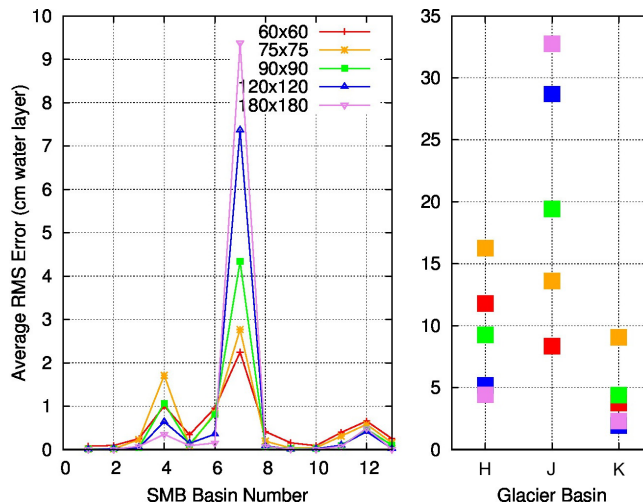 60x60
75x75
90x90
120x120
180x180
Average RMS Error (cm water layer)
10
9
8
7
6
5
4
3
2
1
0
0 2 4 6 8 10 12
SMB Basin Number
35
30
25
20
15
10
5
0
H J K
Glacier Basin